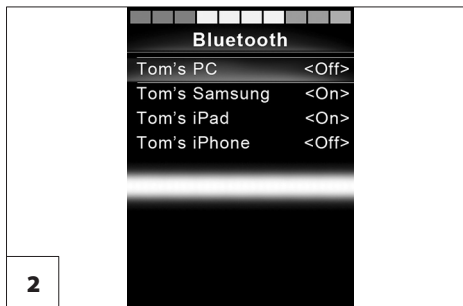 Bluetooth
Tom's PC <Off>
Tom's Samsung <On>
Tom's iPad <On>
Tom's iPhone <Off>
2